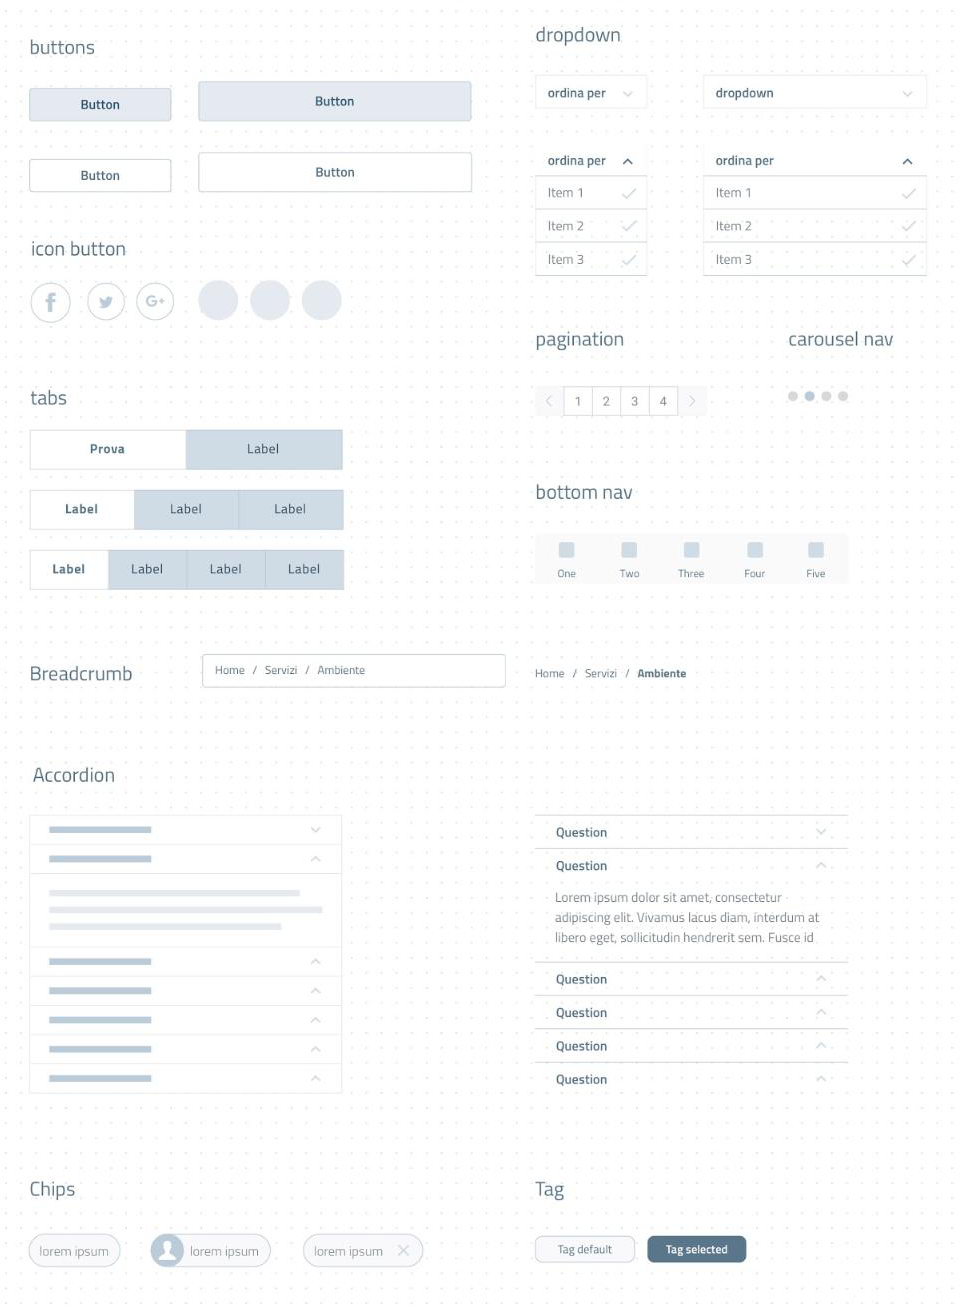 buttons
Button
Button
Button
Button
icon button
f
G+
tabs
Prova
Label
Label
Label
Label
Label
Label
Label
Label
dropdown
ordina per
dropdown
ordina per
Item 1
Item 2
Item 3
ordina per
Item 1
Item 2
Item 3
pagination
1 2 3 4
carousel nav
bottom nav
One Two Three Four Five
Breadcrumb
Home / Servizi / Ambiente
Home / Servizi / Ambiente
Accordion
Question
Question
Lorem ipsum dolor sit amet, consectetur
adipiscing elit. Vivamus lacus diam, interdum at
libero eget, sollicitudin hendrerit sem. Fusce id
Question
Question
Question
Question
Chips
lorem ipsum
lorem ipsum
lorem ipsum
Tag
Tag default
Tag selected